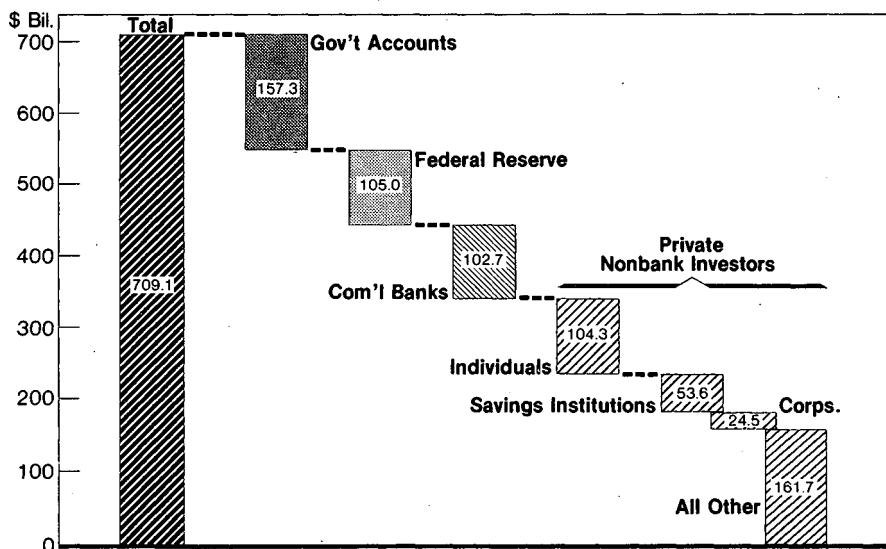 $ Bil.
Total
700
Gov't Accounts
157.3
600
Federal Reserve
500
105.0
400
Private
Nonbank Investors
102.7
709.1
Com'l Banks
300
104.3
Individuals
200
Savings Institutions
53.6
Corps.
24.5
100
161.7
All Other
0